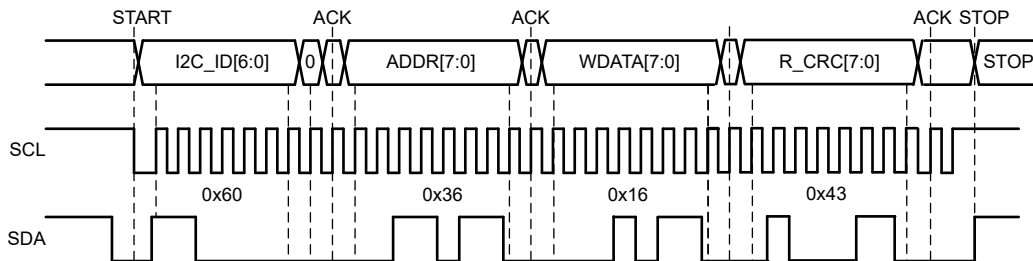 START ACK ACK ACK STOP
I2C_ID[6:0] 0 ADDR[7:0] WDATA[7:0] R_CRC[7:0] STOP
SCL
0x60 0x36 0x16 0x43
SDA